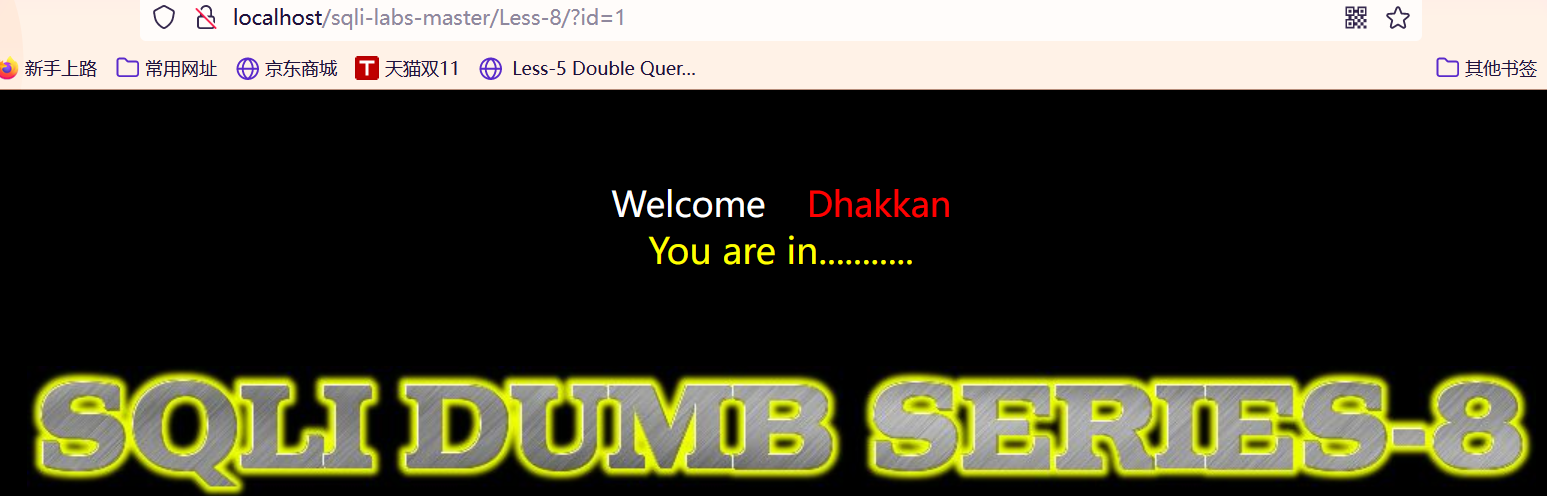 localhost/sqli-labs-master/Less-8/?id=1
新手上路 常用网址 京东商城 T 天猫双11 Less-5 Double Quer... 其他书签
Welcome Dhakkan
You are in...........
SQLI DUMB SERIES-8